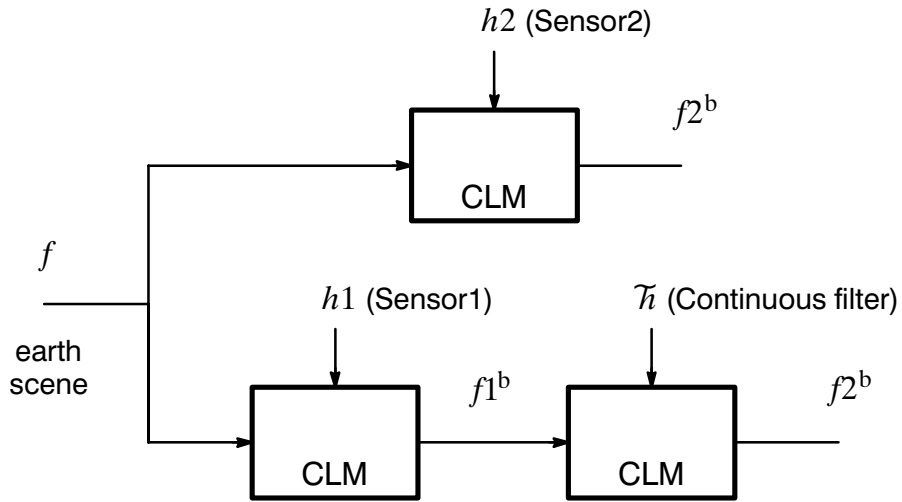 h2 (Sensor2)
f2ᵇ
CLM
f
h1 (Sensor1)
h̃ (Continuous filter)
earth
scene
f1ᵇ
f2ᵇ
CLM
CLM